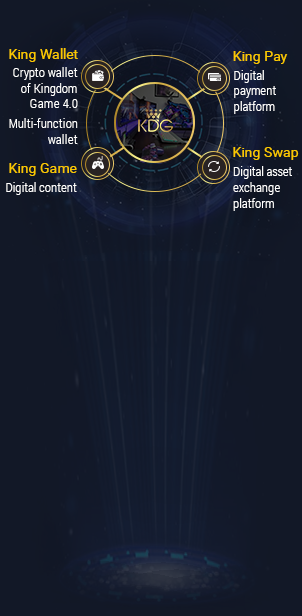 King Wallet
Crypto wallet
of Kingdom
Game 4.0
Multi-function
wallet
King Game
Digital content
KDG
King Pay
Digital
payment
platform
King Swap
Digital asset
exchange
platform